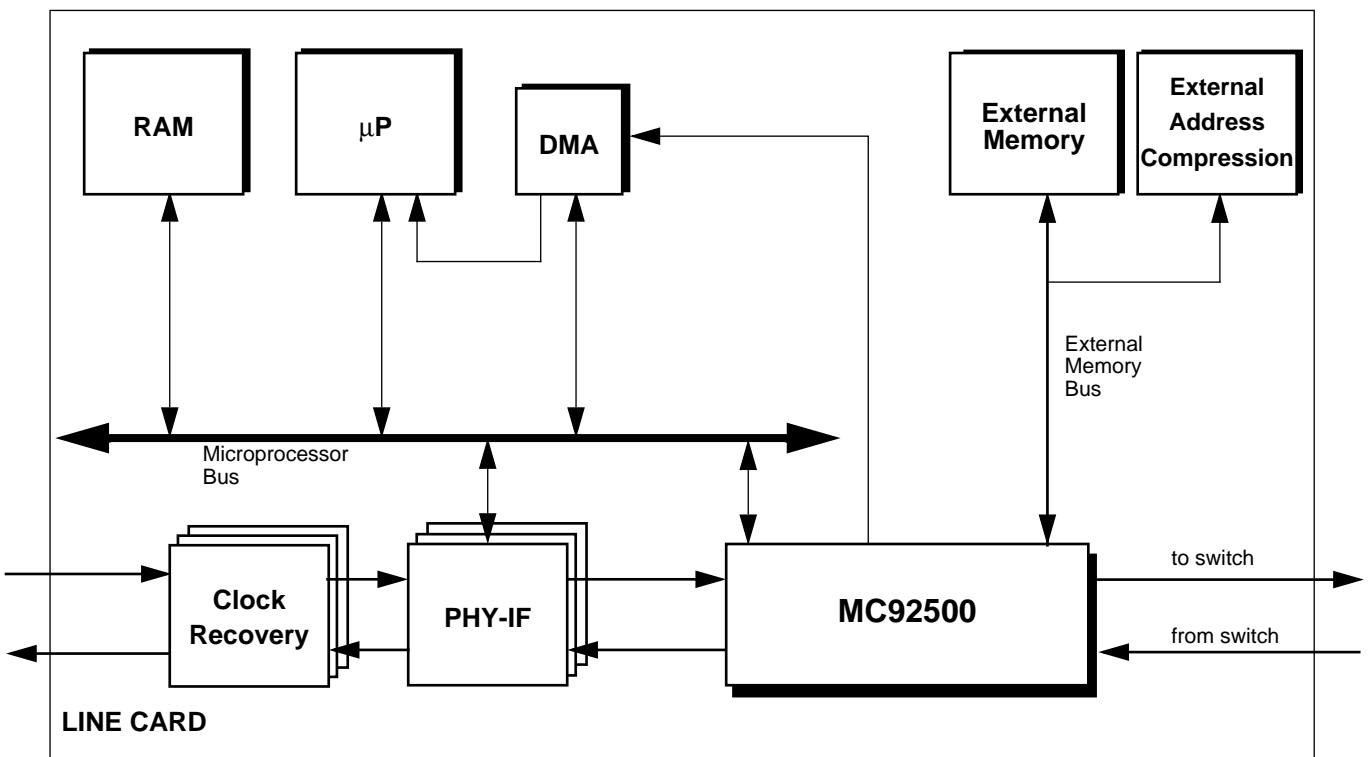 RAM
μP
DMA
External
Memory
External
Address
Compression
External
Memory
Bus
Microprocessor
Bus
Clock
Recovery
PHY-IF
MC92500
to switch
from switch
LINE CARD